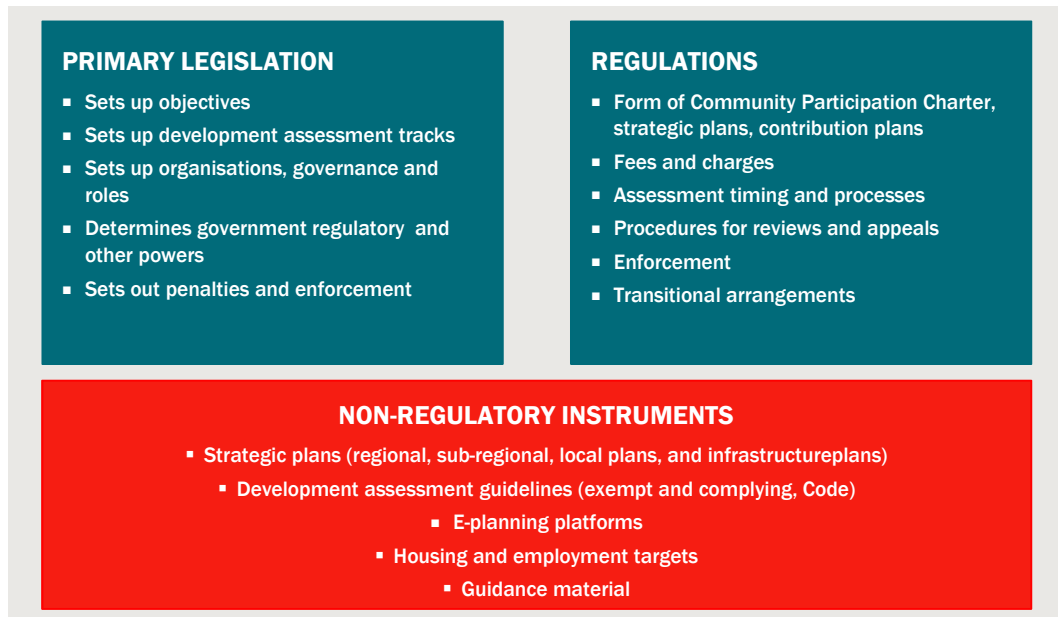 PRIMARY LEGISLATION
▪ Sets up objectives
▪ Sets up development assessment tracks
▪ Sets up organisations, governance and
roles
▪ Determines government regulatory and
other powers
▪ Sets out penalties and enforcement
REGULATIONS
▪ Form of Community Participation Charter,
strategic plans, contribution plans
▪ Fees and charges
▪ Assessment timing and processes
▪ Procedures for reviews and appeals
▪ Enforcement
▪ Transitional arrangements
NON-REGULATORY INSTRUMENTS
▪ Strategic plans (regional, sub-regional, local plans, and infrastructureplans)
▪ Development assessment guidelines (exempt and complying, Code)
▪ E-planning platforms
▪ Housing and employment targets
▪ Guidance material